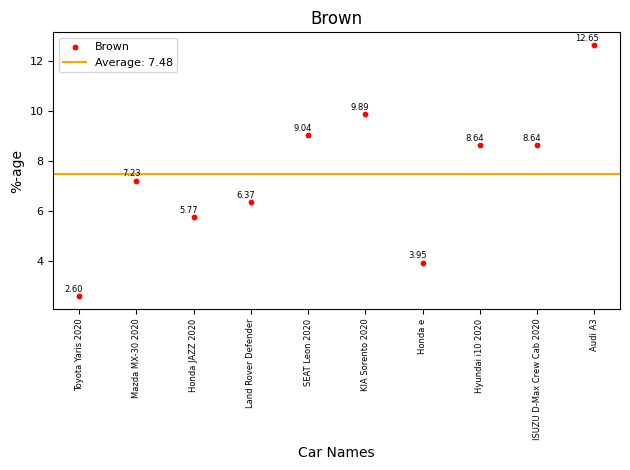 Brown
Brown
Average: 7.48
12.65
9.89
9.04
8.64
8.64
7.23
6.37
5.77
3.95
2.60
12
10
8
6
4
%-age
Toyota Yaris 2020
Mazda MX-30 2020
Honda JAZZ 2020
Land Rover Defender
SEAT Leon 2020
KIA Sorento 2020
Honda e
Hyundai i10 2020
ISUZU D-Max Crew Cab 2020
Audi A3
Car Names